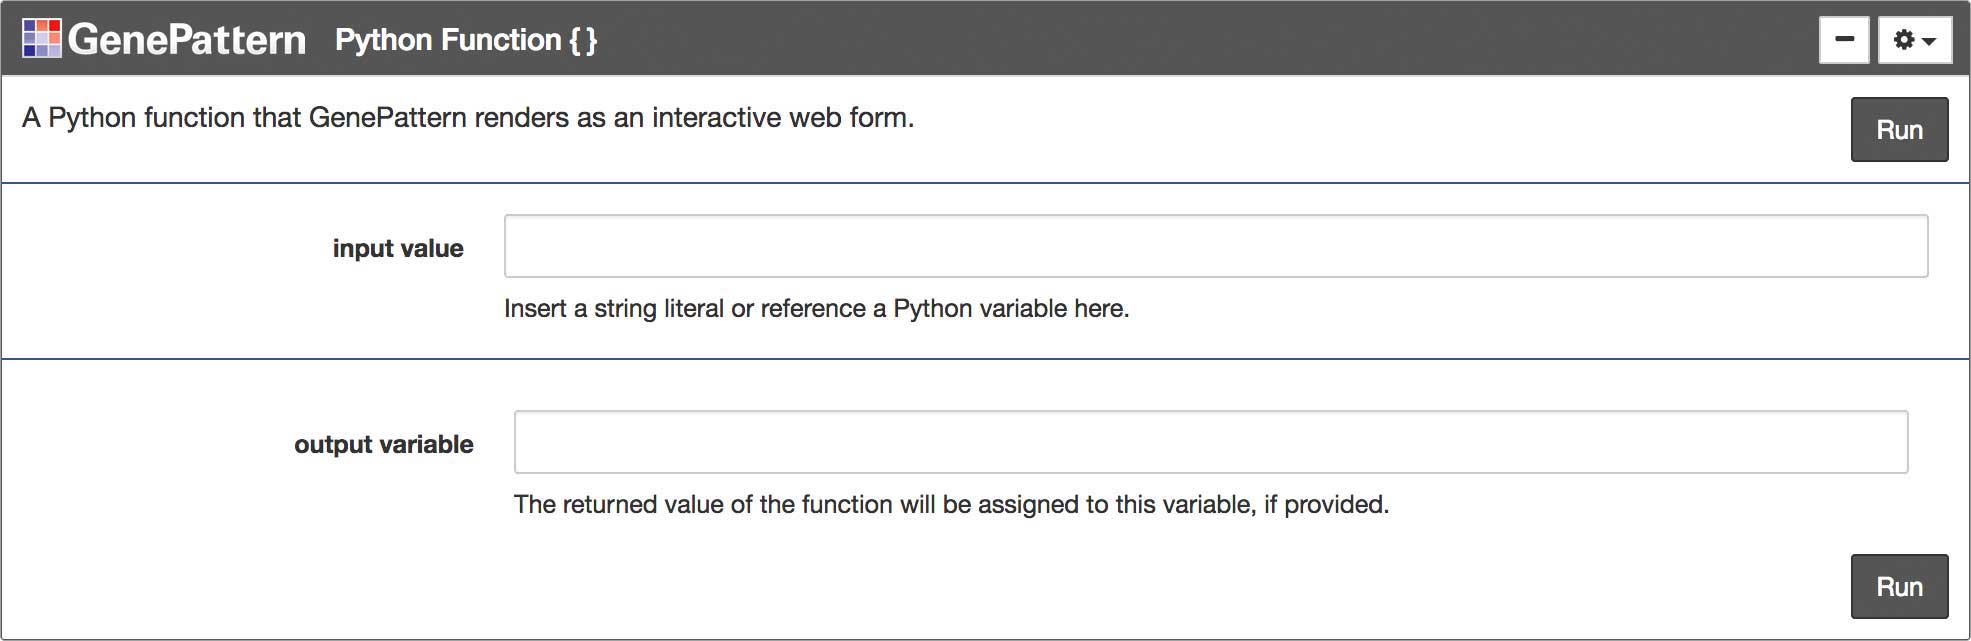 GenePattern Python Function { }
A Python function that GenePattern renders as an interactive web form.
Run
input value
Insert a string literal or reference a Python variable here.
output variable
The returned value of the function will be assigned to this variable, if provided.
Run